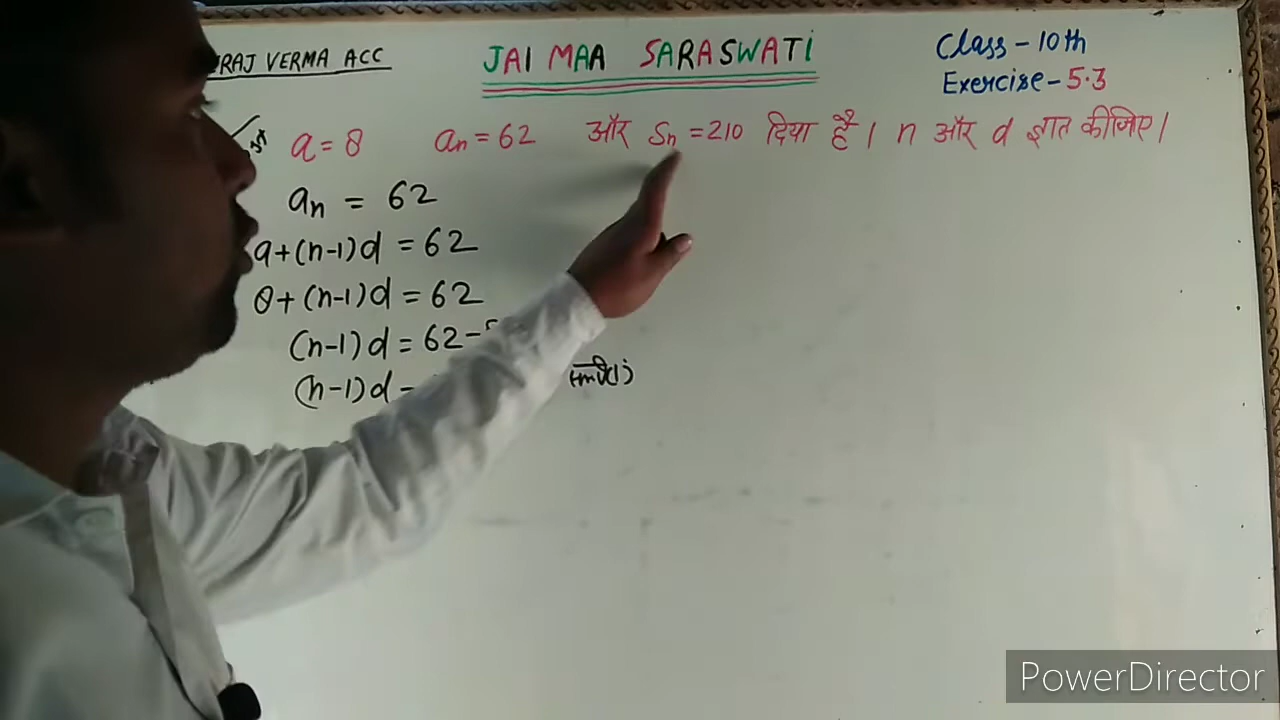 RAJ VERMA ACC
JAI MAA SARASWATI
Class - 10th
Exercise - 5.3
a = 8 an = 62 और Sn = 210 दिया है। n और d ज्ञात कीजिए।
an = 62
a + (n-1)d = 62
8 + (n-1)d = 62
(n-1)d = 62 -
(n-1)d =
PowerDirector